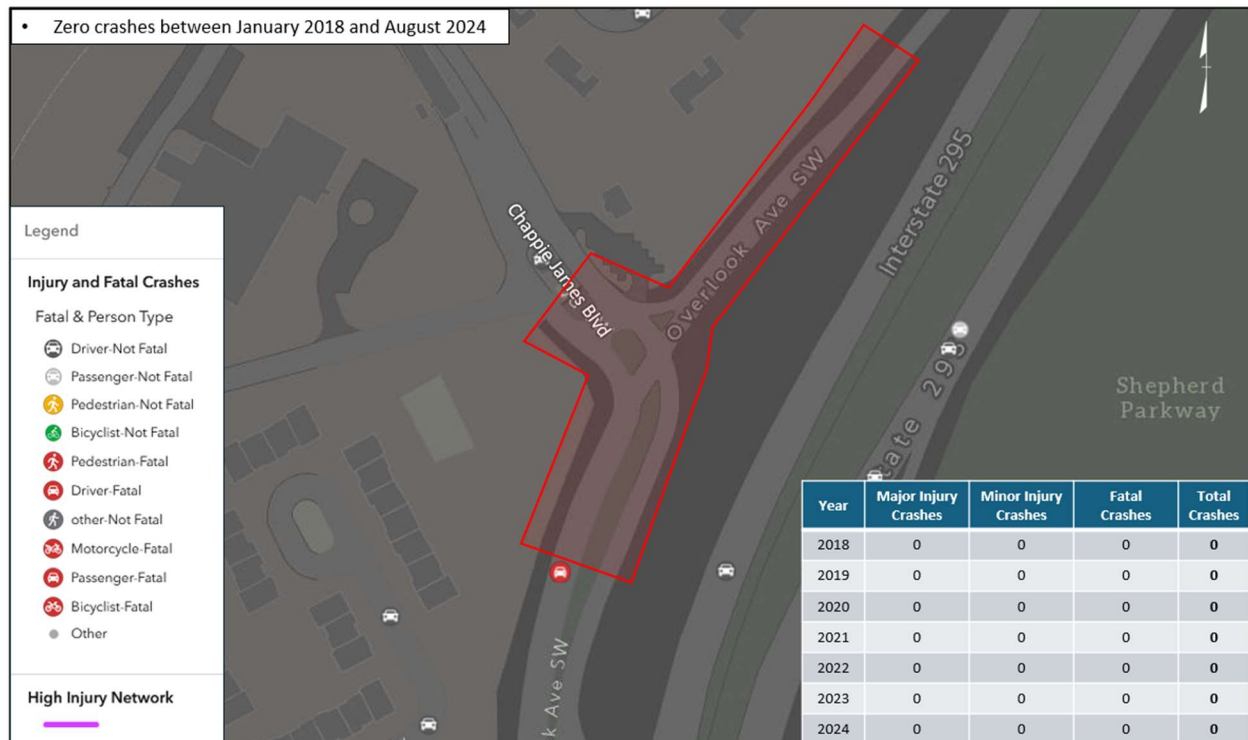 • Zero crashes between January 2018 and August 2024
Chappie James Blvd
Overlook Ave SW
Interstate 295
Shepherd
Parkway
tate 295
k Ave SW
Legend
Injury and Fatal Crashes
Fatal & Person Type
Driver-Not Fatal
Passenger-Not Fatal
Pedestrian-Not Fatal
Bicyclist-Not Fatal
Pedestrian-Fatal
Driver-Fatal
other-Not Fatal
Motorcycle-Fatal
Passenger-Fatal
Bicyclist-Fatal
Other
High Injury Network
Year Major Injury Crashes Minor Injury Crashes Fatal Crashes Total Crashes
2018 0 0 0 0
2019 0 0 0 0
2020 0 0 0 0
2021 0 0 0 0
2022 0 0 0 0
2023 0 0 0 0
2024 0 0 0 0